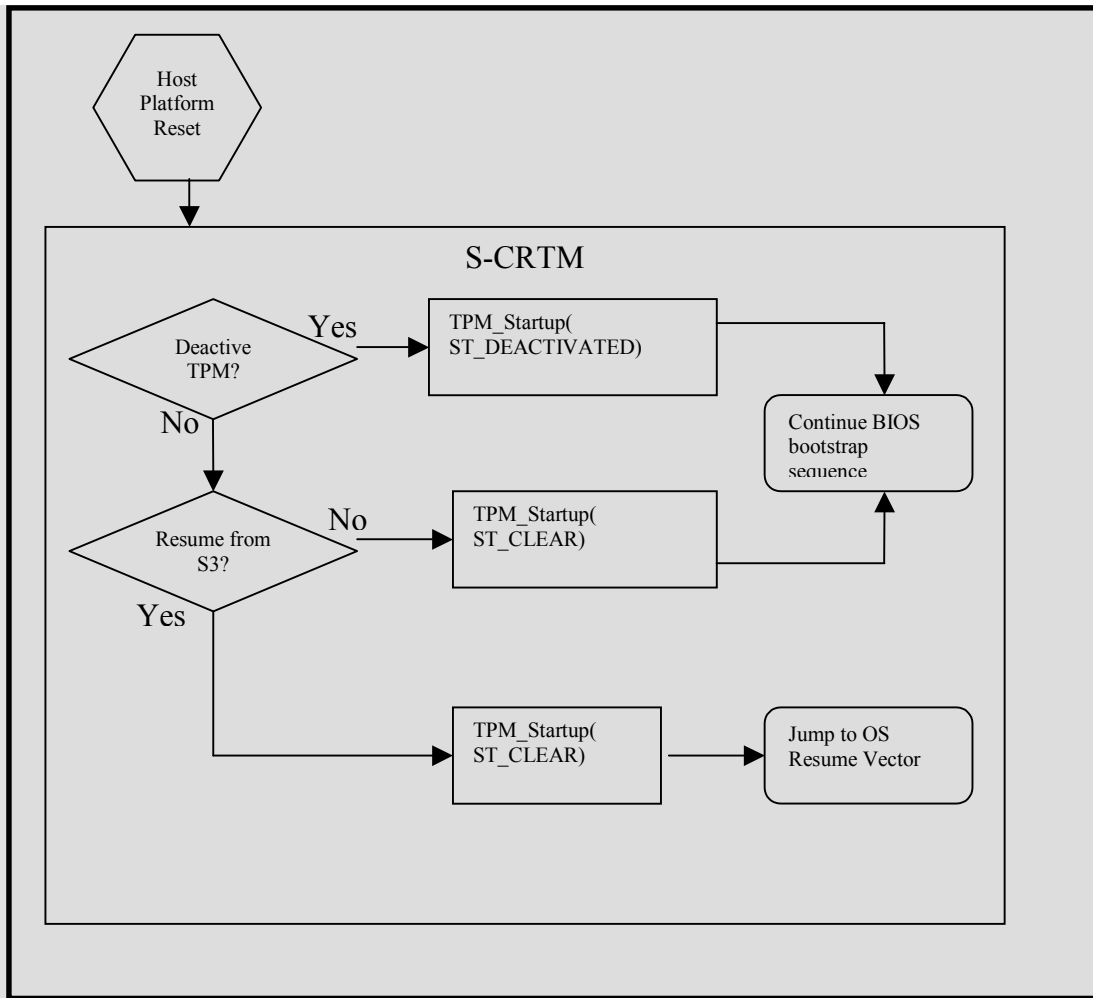 Host
Platform
Reset
S-CRTM
Deactive
TPM?
Yes
TPM_Startup(
ST_DEACTIVATED)
No
Continue BIOS
bootstrap
sequence
Resume from
S3?
No
TPM_Startup(
ST_CLEAR)
Yes
TPM_Startup(
ST_CLEAR)
Jump to OS
Resume Vector